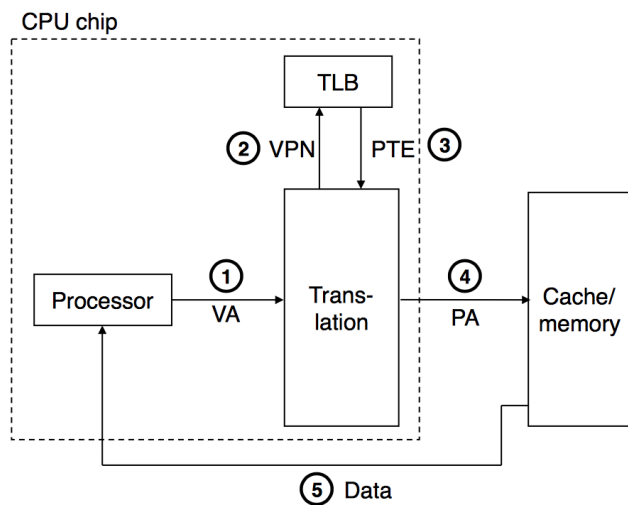 CPU chip
TLB
2 VPN
PTE 3
1
Processor
VA
Trans-
lation
4
PA
Cache/
memory
5 Data